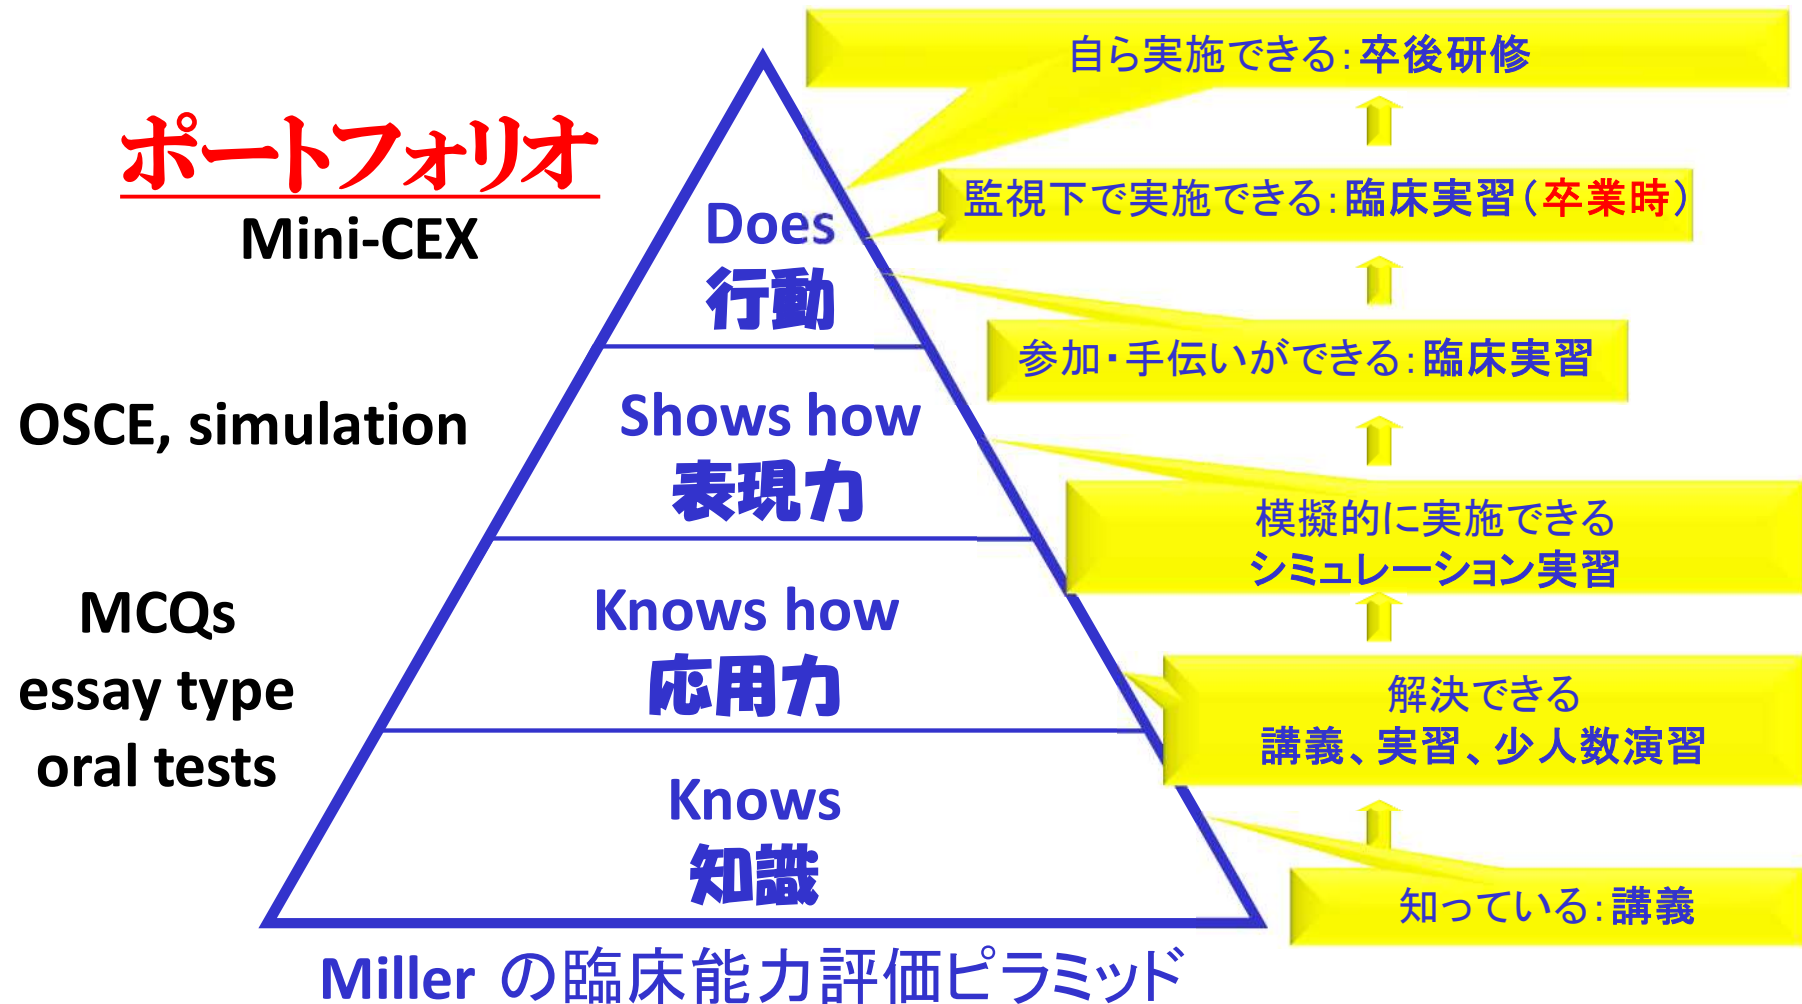 自ら実施できる：卒後研修
ポートフォリオ
Mini-CEX
監視下で実施できる：臨床実習（卒業時）
Does
行動
参加・手伝いができる：臨床実習
OSCE, simulation
Shows how
表現力
模擬的に実施できる
シミュレーション実習
MCQs
essay type
oral tests
Knows how
応用力
解決できる
講義、実習、少人数演習
Knows
知識
知っている：講義
Miller の臨床能力評価ピラミッド